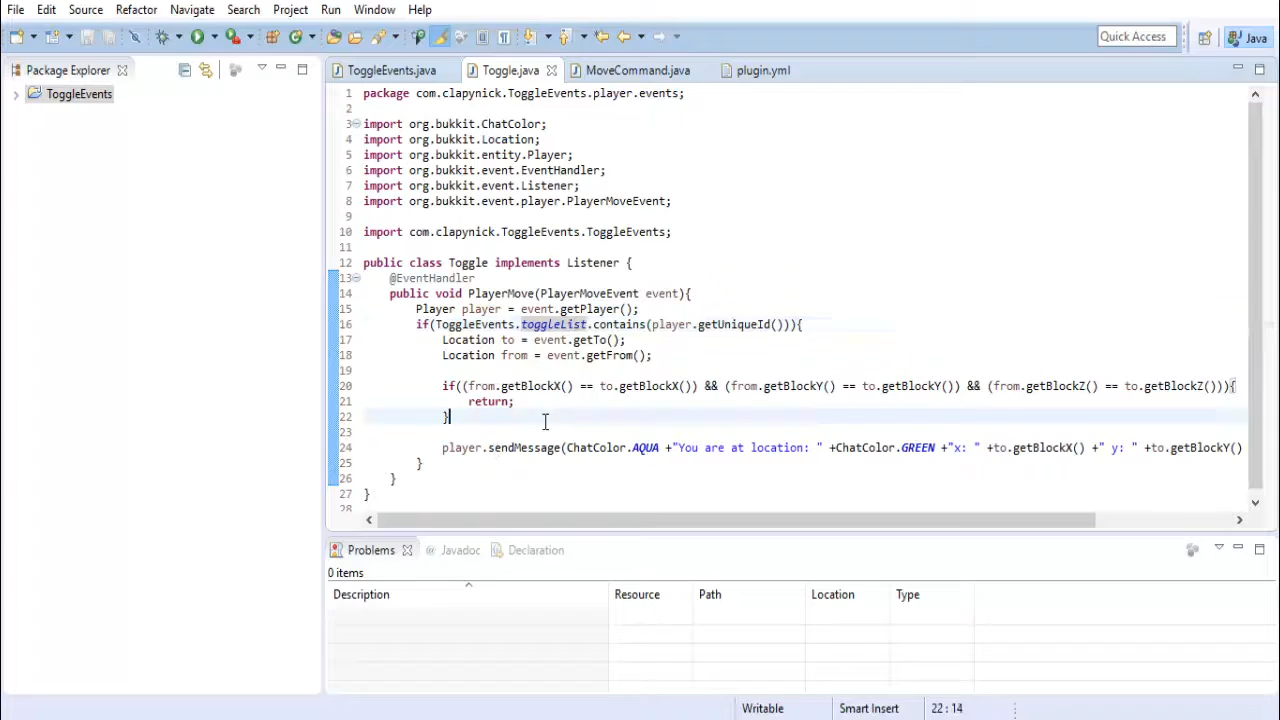 File Edit Source Refactor Navigate Search Project Run Window Help
Quick Access Java
Package Explorer
ToggleEvents
ToggleEvents.java Toggle.java MoveCommand.java plugin.yml
1 package com.clapynick.ToggleEvents.player.events;
2
3 import org.bukkit.ChatColor;
4 import org.bukkit.Location;
5 import org.bukkit.entity.Player;
6 import org.bukkit.event.EventHandler;
7 import org.bukkit.event.Listener;
8 import org.bukkit.event.player.PlayerMoveEvent;
9
10 import com.clapynick.ToggleEvents.ToggleEvents;
11
12 public class Toggle implements Listener {
13 @EventHandler
14 public void PlayerMove(PlayerMoveEvent event){
15 Player player = event.getPlayer();
16 if(ToggleEvents.toggleList.contains(player.getUniqueId())){
17 Location to = event.getTo();
18 Location from = event.getFrom();
19
20 if((from.getBlockX() == to.getBlockX()) && (from.getBlockY() == to.getBlockY()) && (from.getBlockZ() == to.getBlockZ())){
21 return;
22 }
23
24 player.sendMessage(ChatColor.AQUA +"You are at location: " +ChatColor.GREEN +"x: " +to.getBlockX() +" y: " +to.getBlockY()
25 }
26 }
27 }
28
Problems @ Javadoc Declaration
0 items
Description Resource Path Location Type
Writable Smart Insert 22 : 14